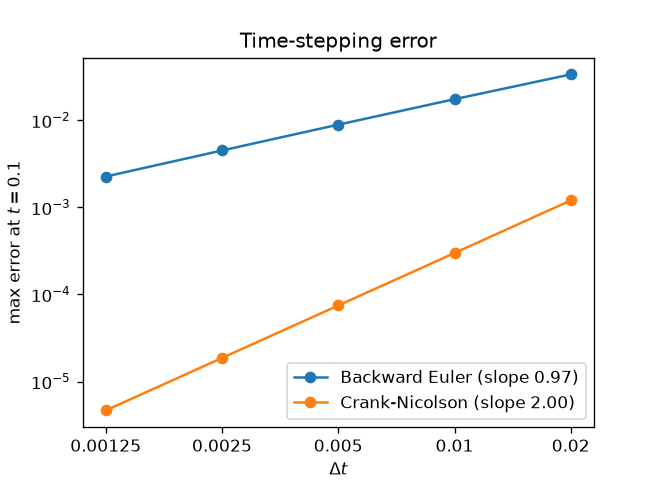 Time-stepping error
max error at t = 0.1
10⁻²
10⁻³
10⁻⁴
10⁻⁵
Backward Euler (slope 0.97)
Crank-Nicolson (slope 2.00)
0.00125 0.0025 0.005 0.01 0.02
Δt